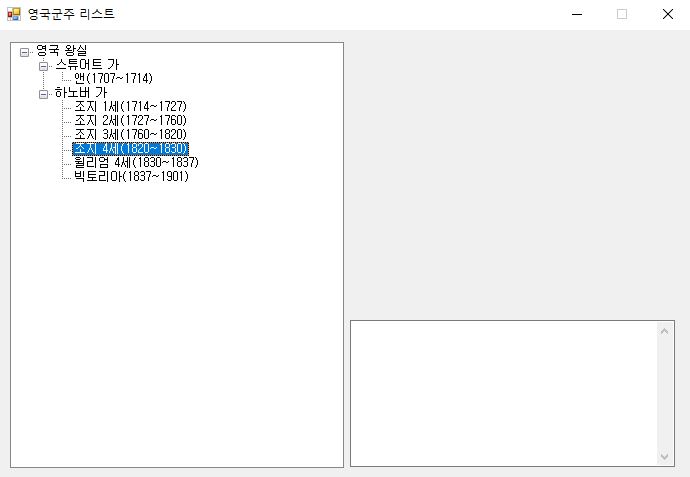 영국군주 리스트
영국 왕실
스튜어트 가
앤(1707~1714)
하노버 가
조지 1세(1714~1727)
조지 2세(1727~1760)
조지 3세(1760~1820)
조지 4세(1820~1830)
윌리엄 4세(1830~1837)
빅토리아(1837~1901)